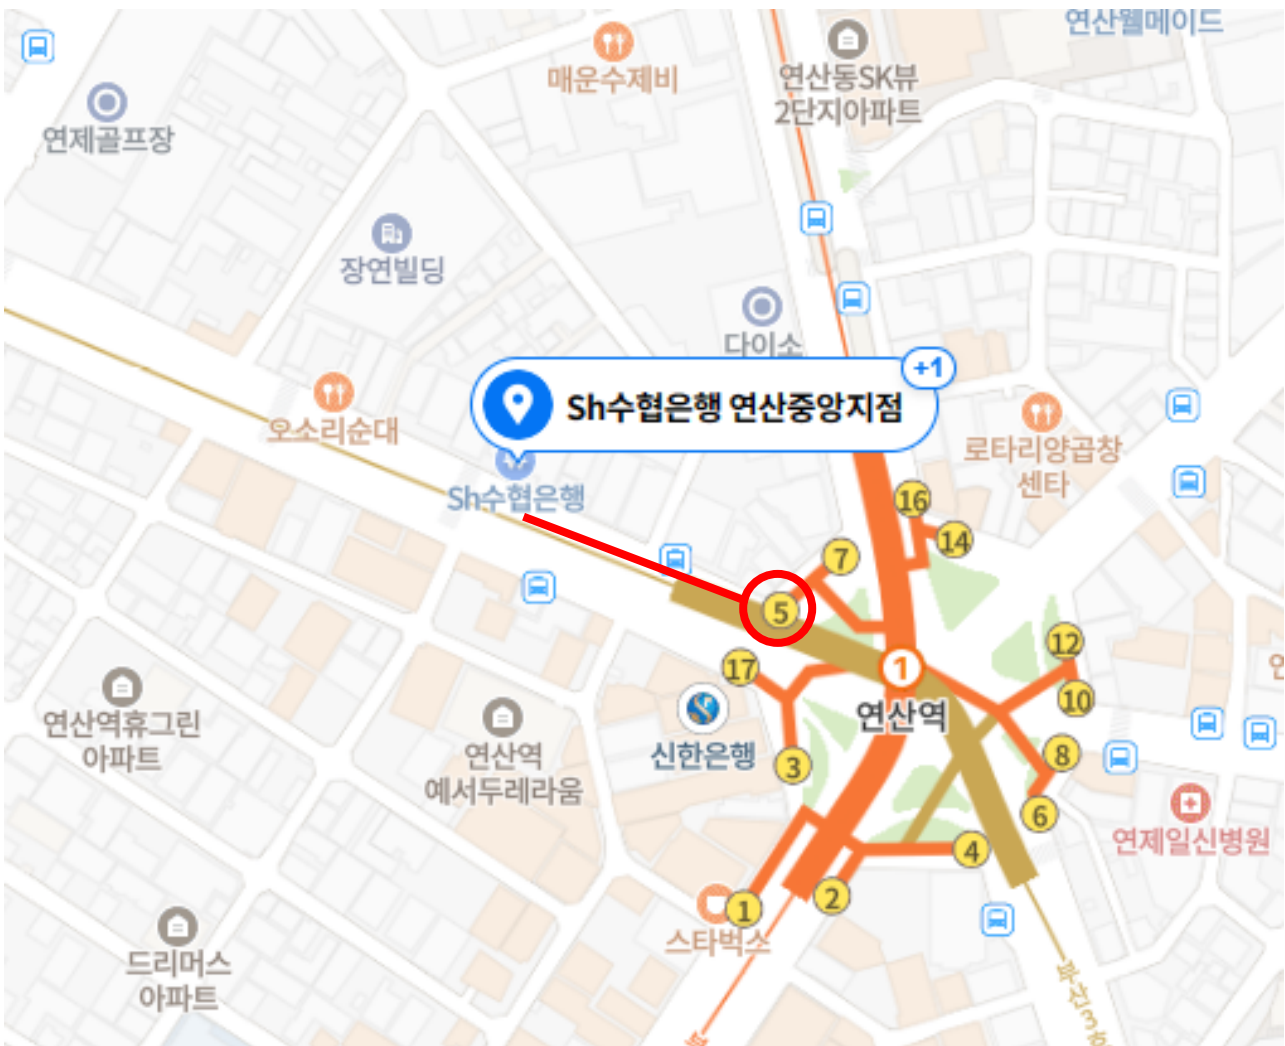 연산웰메이드
매운수제비
연산동SK뷰
2단지아파트
연제골프장
장연빌딩
다이소
+1
Sh수협은행 연산중앙지점
오소리순대
로타리양곱창
센타
Sh수협은행
16
14
7
5
12
17
1
10
연산역
연산역휴그린
아파트
연산역
예서두레라움
신한은행
3
8
6
연제일신병원
4
2
1
스타벅스
드리머스
아파트
부산3호